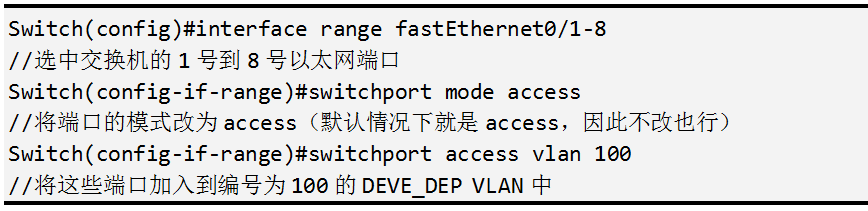 Switch(config)#interface range fastEthernet0/1-8
//选中交换机的 1 号到 8 号以太网端口
Switch(config-if-range)#switchport mode access
//将端口的模式改为 access（默认情况下就是 access，因此不改也行）
Switch(config-if-range)#switchport access vlan 100
//将这些端口加入到编号为 100 的 DEVE_DEP VLAN 中